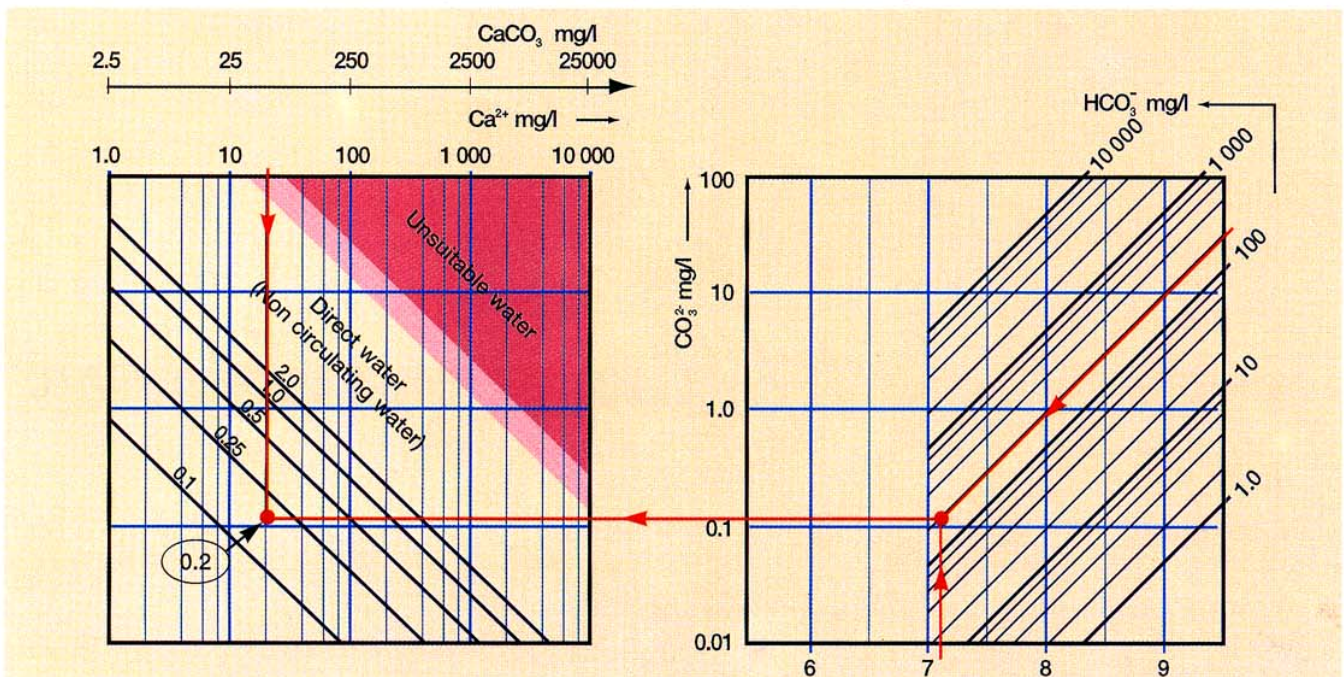 CaCO₃ mg/l
2.5 25 250 2500 25000
Ca²⁺ mg/l
1.0 10 100 1 000 10 000
Unsuitable water
Direct water
(Non circulating water)
2.0
1.0
0.5
0.25
0.1
0.2
HCO₃⁻ mg/l
10 000
1 000
100
10
1.0
CO₃²⁻ mg/l
100
10
1.0
0.1
0.01
6 7 8 9